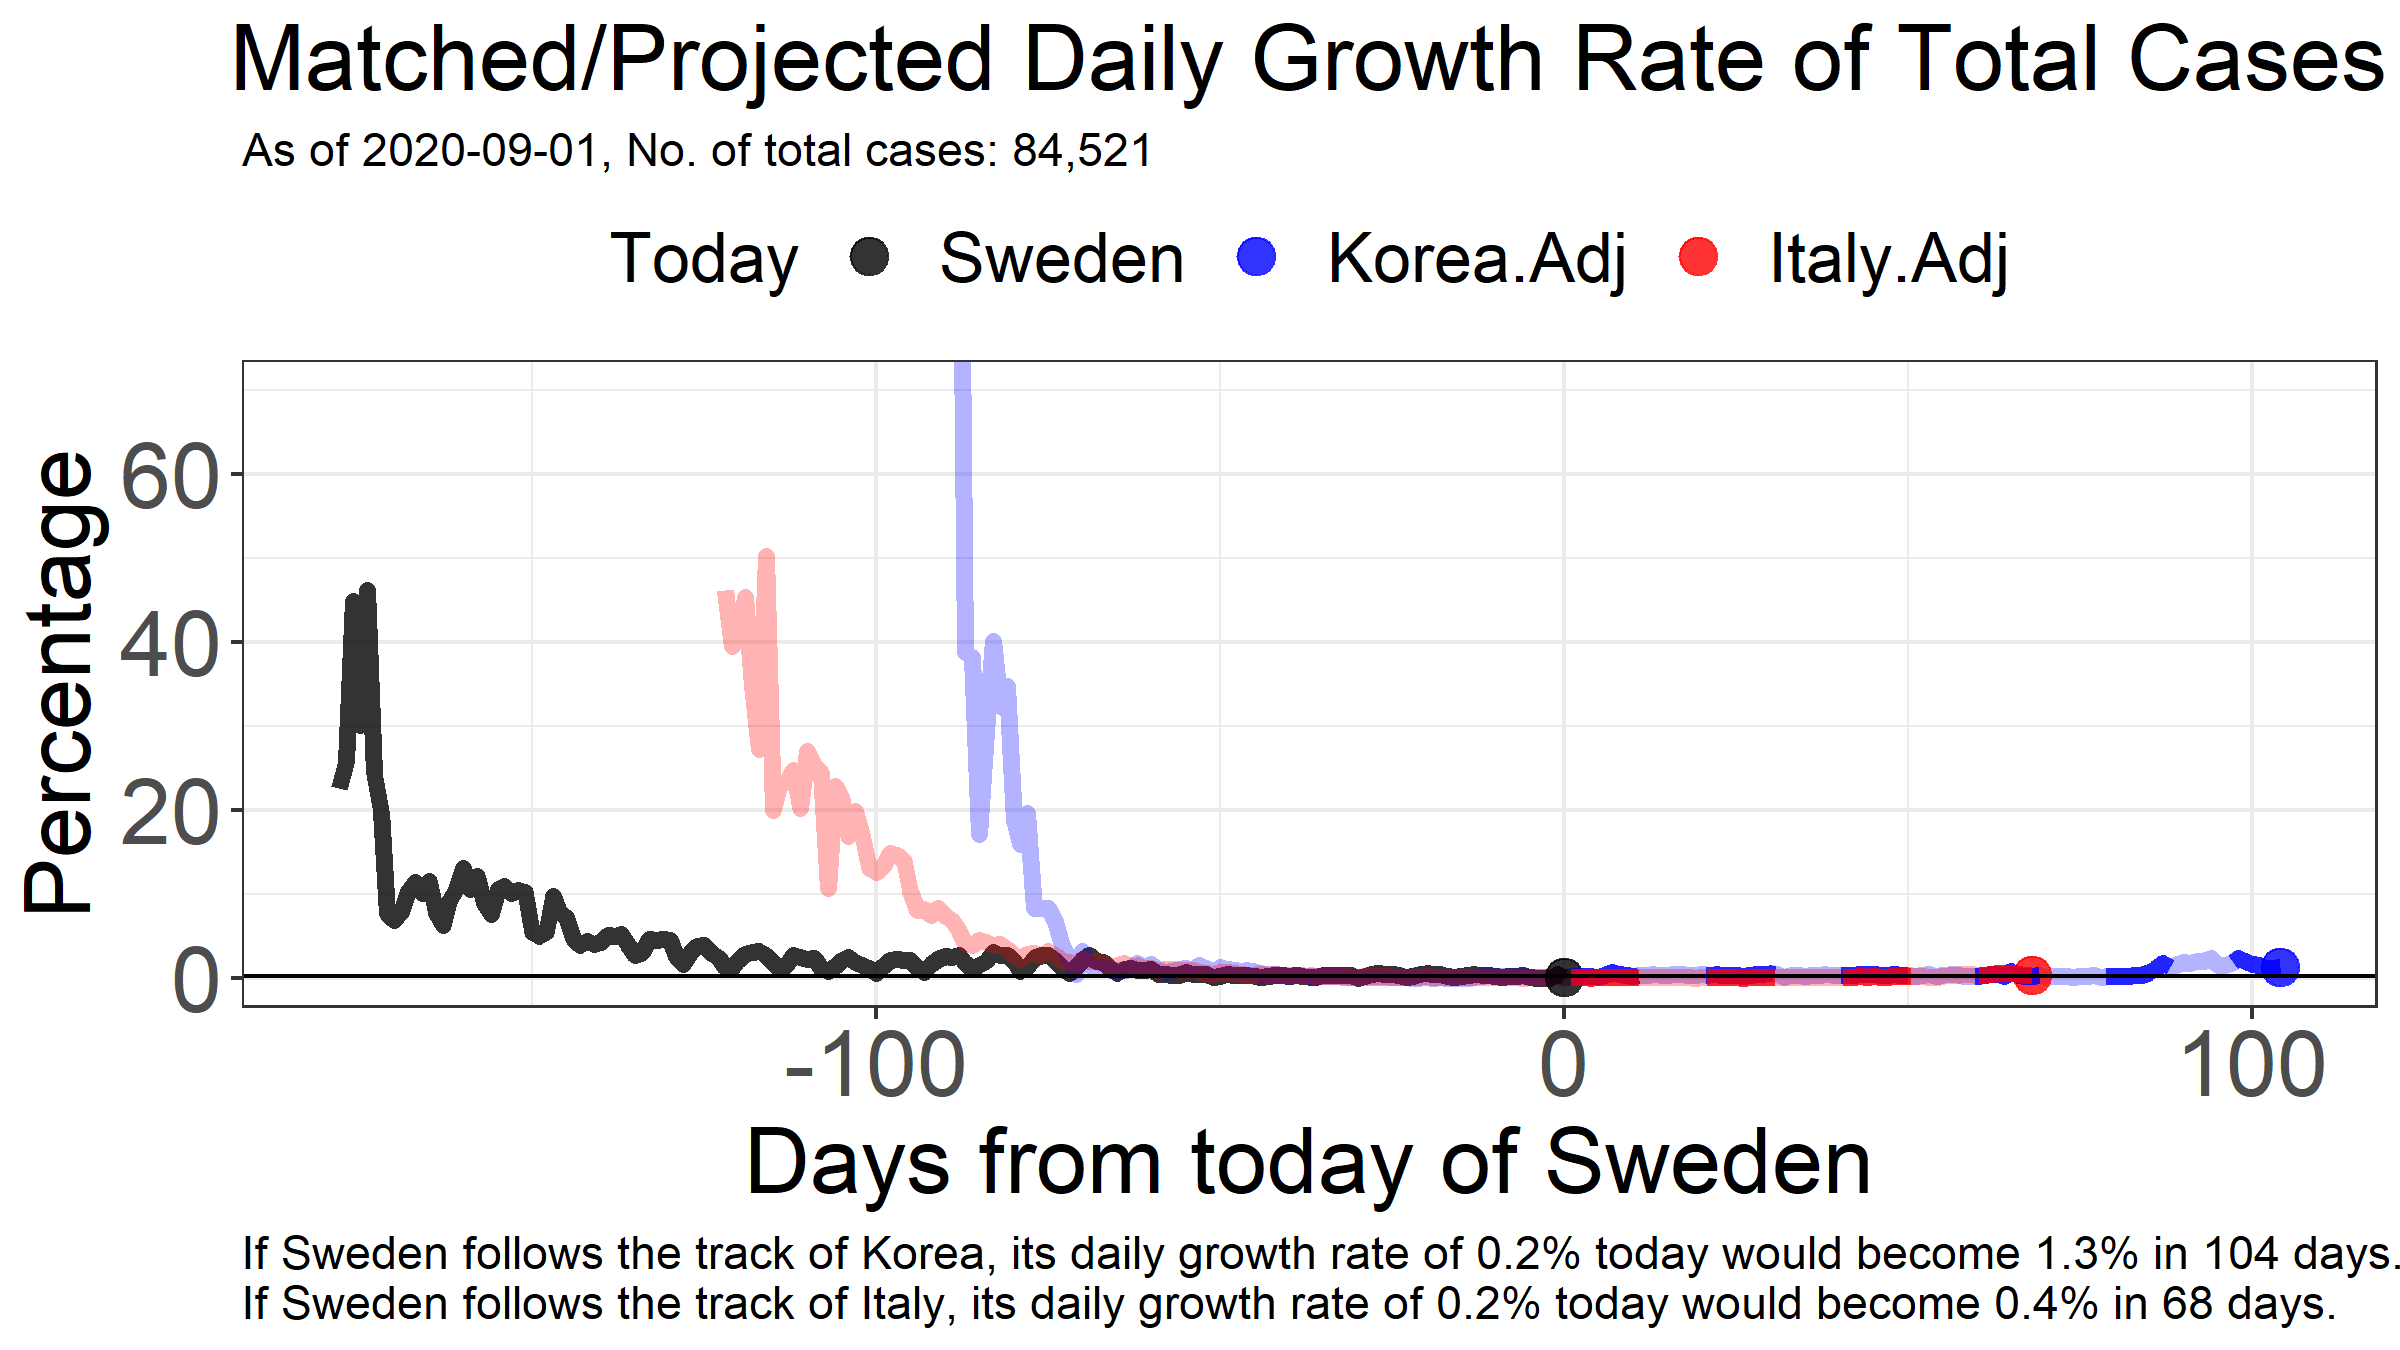 Matched/Projected Daily Growth Rate of Total Cases
As of 2020-09-01, No. of total cases: 84,521
Today Sweden Korea.Adj Italy.Adj
Percentage
60
40
20
0
-100 0 100
Days from today of Sweden
If Sweden follows the track of Korea, its daily growth rate of 0.2% today would become 1.3% in 104 days.
If Sweden follows the track of Italy, its daily growth rate of 0.2% today would become 0.4% in 68 days.